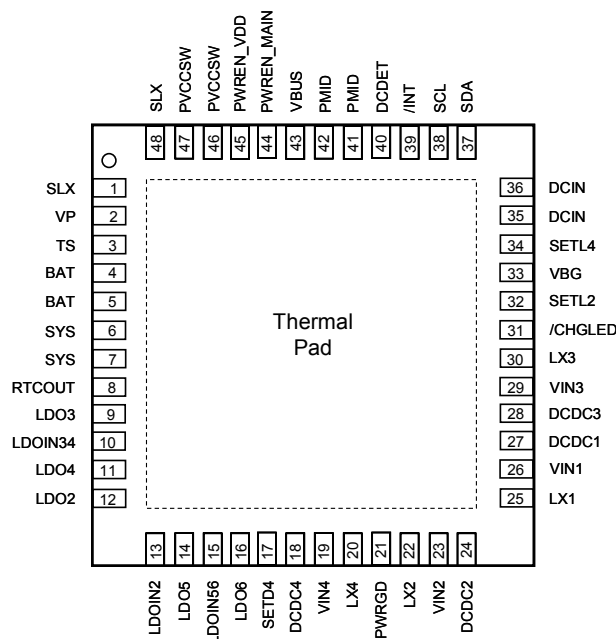 SLX
PVCCSW
PVCCSW
PWREN_VDD
PWREN_MAIN
VBUS
PMID
PMID
DCDET
/INT
SCL
SDA
48
47
46
45
44
43
42
41
40
39
38
37
SLX 1
VP 2
TS 3
BAT 4
BAT 5
SYS 6
SYS 7
RTCOUT 8
LDO3 9
LDOIN34 10
LDO4 11
LDO2 12
Thermal
Pad
36 DCIN
35 DCIN
34 SETL4
33 VBG
32 SETL2
31 /CHGLED
30 LX3
29 VIN3
28 DCDC3
27 DCDC1
26 VIN1
25 LX1
13
14
15
16
17
18
19
20
21
22
23
24
LDOIN2
LDO5
LDOIN56
LDO6
SETD4
DCDC4
VIN4
LX4
PWRGD
LX2
VIN2
DCDC2